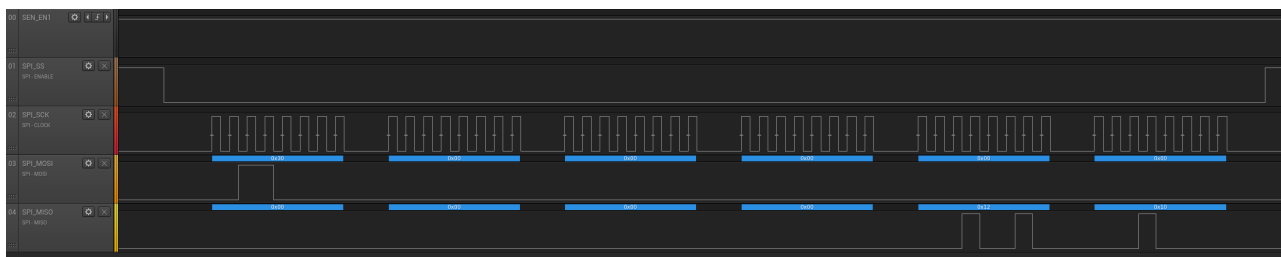 00 SEN_EN1
01 SPI_SS
SPI - ENABLE
02 SPI_SCK
SPI - CLOCK
0x30 0x00 0x00 0x00 0x00 0x00
03 SPI_MOSI
SPI - MOSI
0x00 0x00 0x00 0x00 0x12 0x10
04 SPI_MISO
SPI - MISO